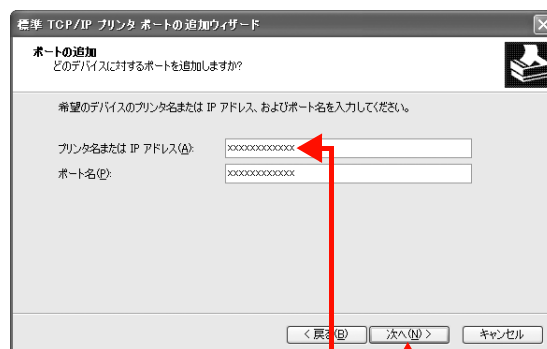 標準 TCP/IP プリンタ ポートの追加ウィザード
ポートの追加
どのデバイスに対するポートを追加しますか?
希望のデバイスのプリンタ名または IP アドレス、およびポート名を入力してください。
プリンタ名または IP アドレス(A): xxxxxxxxxxxx
ポート名(P): xxxxxxxxxxxx
< 戻る(B) 次へ(N) > キャンセル